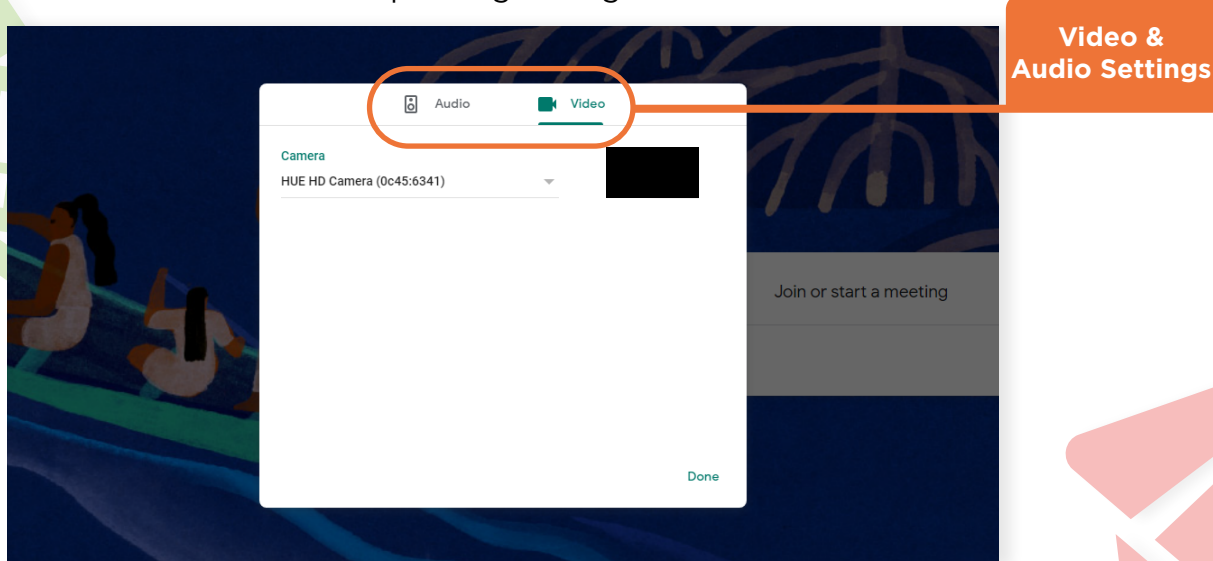 Video &
Audio Settings
Audio
Video
Camera
HUE HD Camera (0c45:6341)
Join or start a meeting
Done